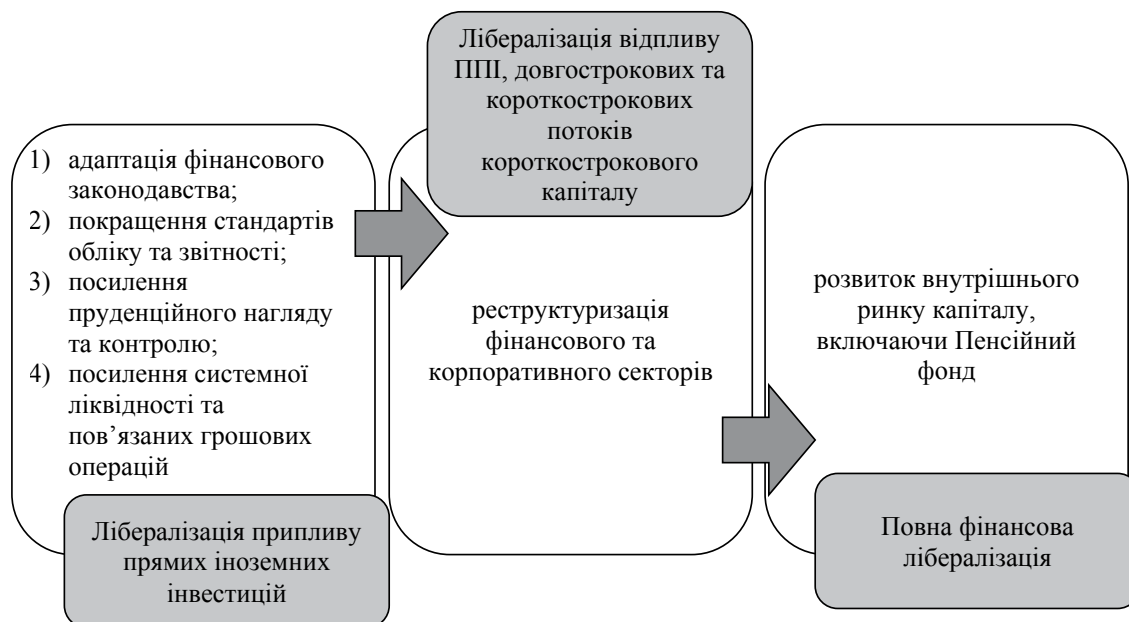 1) адаптація фінансового
законодавства;
2) покращення стандартів
обліку та звітності;
3) посилення
пруденційного нагляду
та контролю;
4) посилення системної
ліквідності та
пов’язаних грошових
операцій
Лібералізація припливу
прямих іноземних
інвестицій
Лібералізація відпливу
ППІ, довгострокових та
короткострокових
потоків
короткострокового
капіталу
реструктуризація
фінансового та
корпоративного секторів
розвиток внутрішнього
ринку капіталу,
включаючи Пенсійний
фонд
Повна фінансова
лібералізація